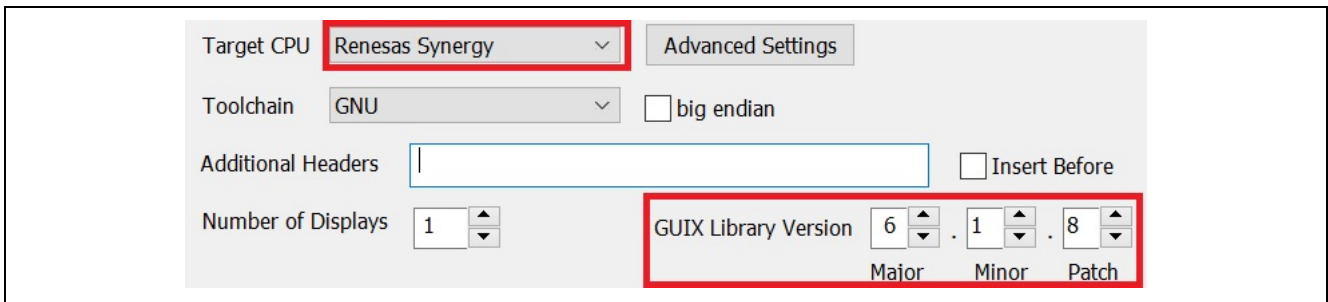 Target CPU Renesas Synergy Advanced Settings
Toolchain GNU big endian
Additional Headers Insert Before
Number of Displays 1 GUIX Library Version 6 . 1 . 8
Major Minor Patch